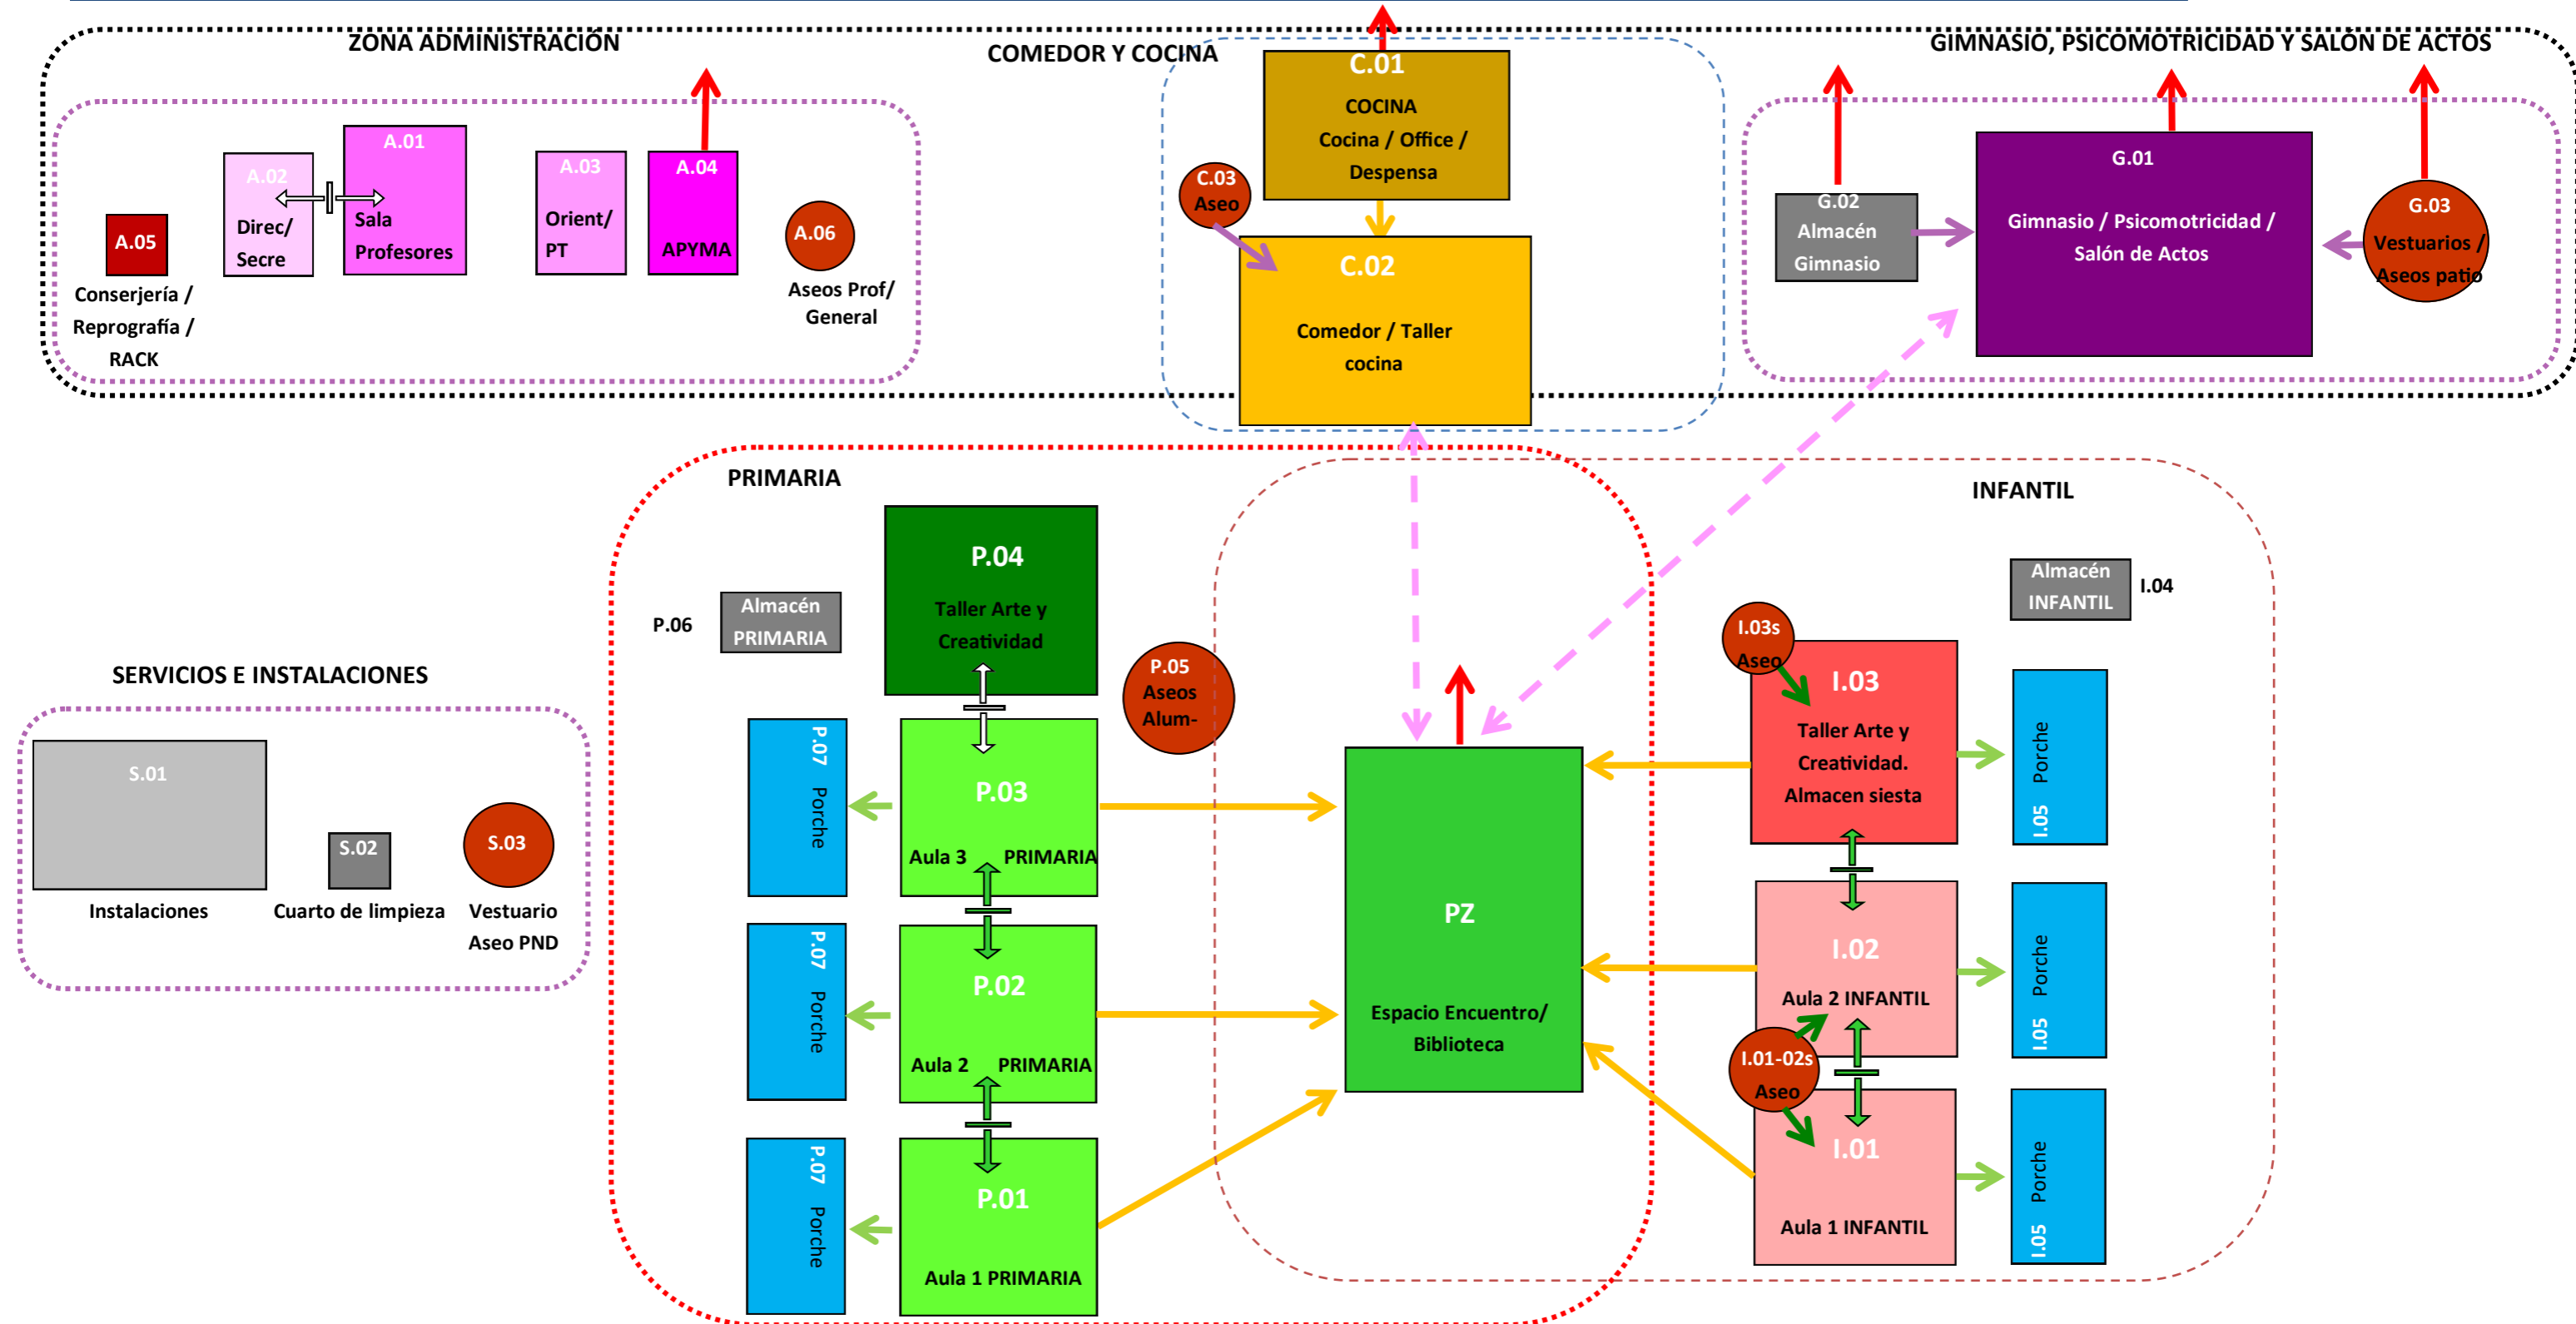 ZONA ADMINISTRACIÓN
A.05
Conserjería /
Reprografía /
RACK
A.02
Direc/
Secre
A.01
Sala
Profesores
A.03
Orient/
PT
A.04
APYMA
A.06
Aseos Prof/
General
COMEDOR Y COCINA
C.01
COCINA
Cocina / Office /
Despensa
C.03
Aseo
C.02
Comedor / Taller
cocina
GIMNASIO, PSICOMOTRICIDAD Y SALÓN DE ACTOS
G.02
Almacén
Gimnasio
G.01
Gimnasio / Psicomotricidad /
Salón de Actos
G.03
Vestuarios /
Aseos patio
SERVICIOS E INSTALACIONES
S.01
Instalaciones
S.02
Cuarto de limpieza
S.03
Vestuario
Aseo PND
PRIMARIA
P.06
Almacén
PRIMARIA
P.04
Taller Arte y
Creatividad
P.05
Aseos
Alum-
P.07 Porche
P.03
Aula 3 PRIMARIA
P.07 Porche
P.02
Aula 2 PRIMARIA
P.07 Porche
P.01
Aula 1 PRIMARIA
PZ
Espacio Encuentro/
Biblioteca
INFANTIL
Almacén
INFANTIL
I.04
I.03s
Aseo
I.03
Taller Arte y
Creatividad.
Almacen siesta
I.05 Porche
I.02
Aula 2 INFANTIL
I.05 Porche
I.01-02s
Aseo
I.01
Aula 1 INFANTIL
I.05 Porche